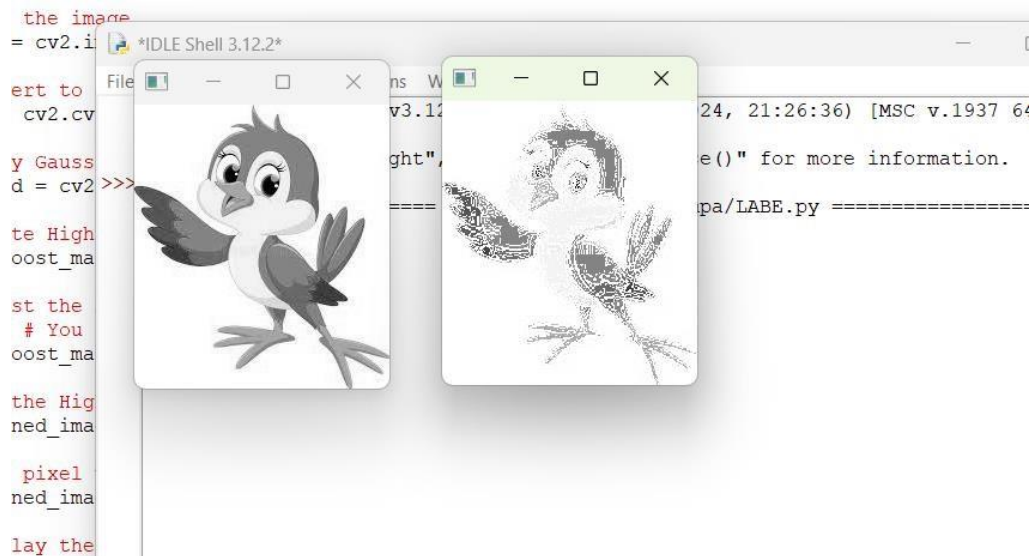 the image
= cv2.i
*IDLE Shell 3.12.2*
File
ns W
ert to
cv2.cv
v3.12
24, 21:26:36) [MSC v.1937 64
y Gauss
ght",
e()" for more information.
d = cv2
>>>
====
pa/LABE.py =================
te High
oost_ma
st the
# You
oost_ma
the Hig
ned_ima
pixel
ned_ima
lay the